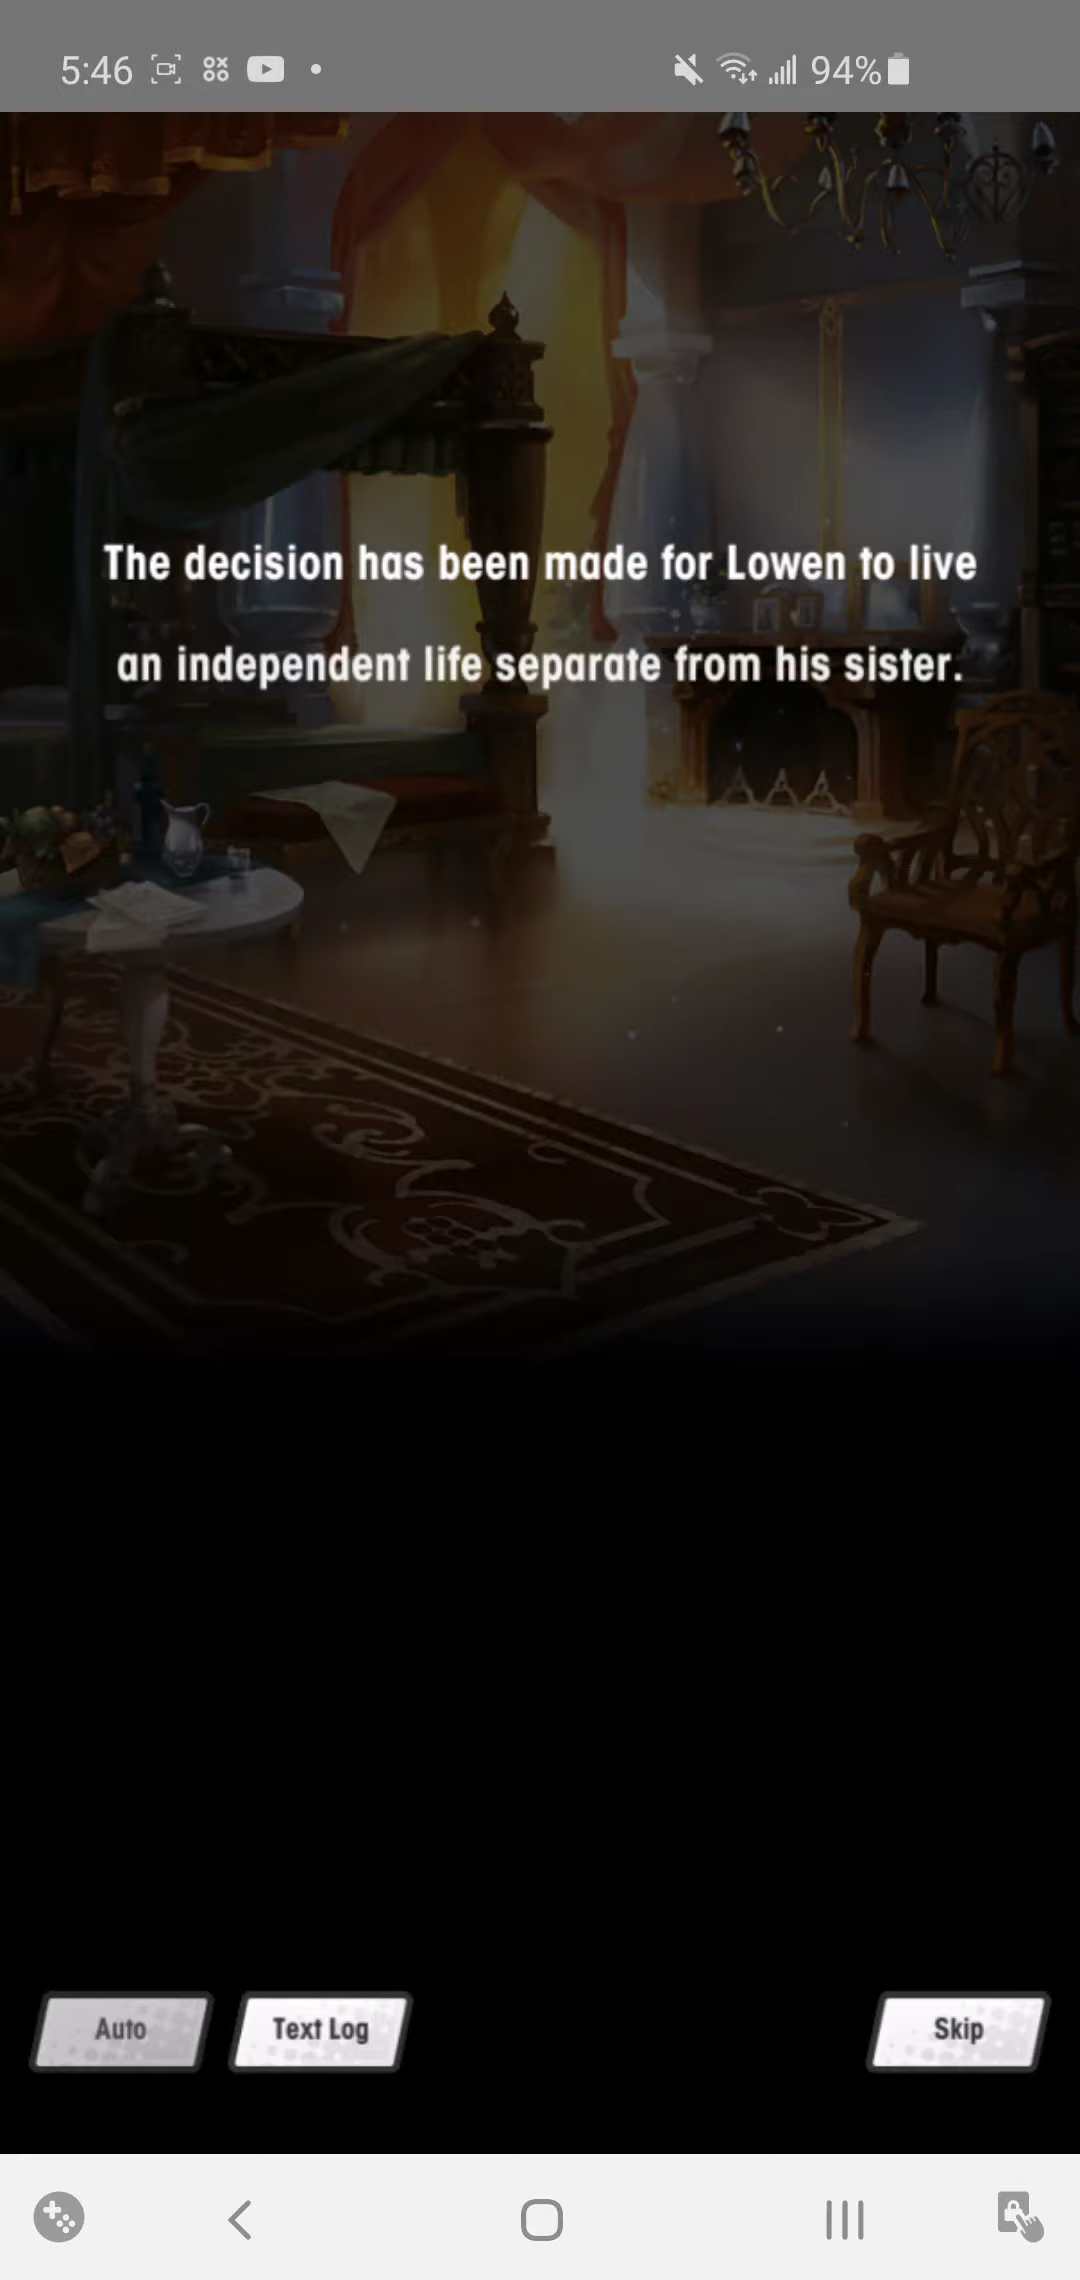 5:46
94%
The decision has been made for Lowen to live
an independent life separate from his sister.
Auto
Text Log
Skip